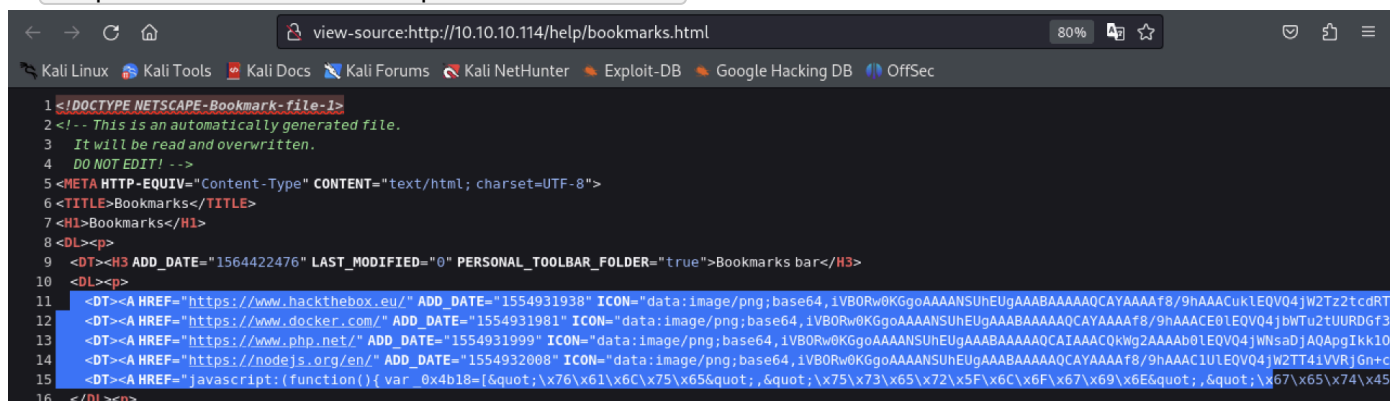 view-source:http://10.10.10.114/help/bookmarks.html 80%
Kali Linux Kali Tools Kali Docs Kali Forums Kali NetHunter Exploit-DB Google Hacking DB OffSec
1 <!DOCTYPE NETSCAPE-Bookmark-file-1>
2 <!-- This is an automatically generated file.
3 It will be read and overwritten.
4 DO NOT EDIT! -->
5 <META HTTP-EQUIV="Content-Type" CONTENT="text/html; charset=UTF-8">
6 <TITLE>Bookmarks</TITLE>
7 <H1>Bookmarks</H1>
8 <DL><p>
9 <DT><H3 ADD_DATE="1564422476" LAST_MODIFIED="0" PERSONAL_TOOLBAR_FOLDER="true">Bookmarks bar</H3>
10 <DL><p>
11 <DT><A HREF="https://www.hackthebox.eu/" ADD_DATE="1554931938" ICON="data:image/png;base64,iVBORw0KGgoAAAANSUhEUgAAABAAAAAQCAYAAAAf8/9hAAACuklEQVQ4jW2Tz2tcdRT
12 <DT><A HREF="https://www.docker.com/" ADD_DATE="1554931981" ICON="data:image/png;base64,iVBORw0KGgoAAAANSUhEUgAAABAAAAAQCAYAAAAf8/9hAAACE0lEQVQ4jbWTu2tUURDGf3
13 <DT><A HREF="https://www.php.net/" ADD_DATE="1554931999" ICON="data:image/png;base64,iVBORw0KGgoAAAANSUhEUgAAABAAAAAQCAIAAACQkWg2AAAAb0lEQVQ4jWNsaDjAQApgIkk1O
14 <DT><A HREF="https://nodejs.org/en/" ADD_DATE="1554932008" ICON="data:image/png;base64,iVBORw0KGgoAAAANSUhEUgAAABAAAAAQCAYAAAAf8/9hAAAC1UlEQVQ4jW2TT4iVVRjGn+c
15 <DT><A HREF="javascript:(function(){ var _0x4b18=[&quot;\x76\x61\x6C\x75\x65&quot;,&quot;\x75\x73\x65\x72\x5F\x6C\x6F\x67\x69\x6E&quot;,&quot;\x67\x65\x74\x45
16 </DL><p>